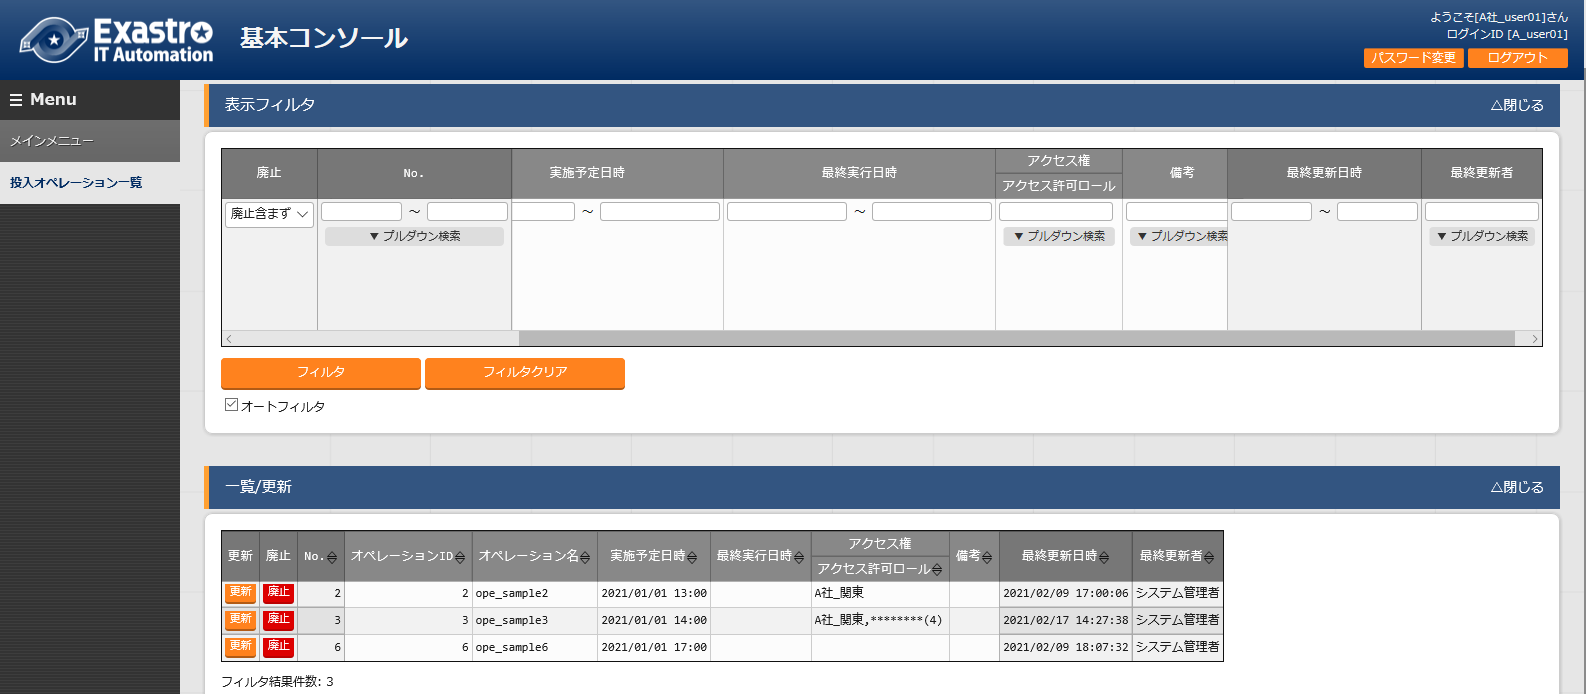 Exastro
IT Automation
基本コンソール
ようこそ[A社_user01]さん
ログインID [A_user01]
パスワード変更 ログアウト
Menu
メインメニュー
投入オペレーション一覧
表示フィルタ △閉じる
廃止 No. 実施予定日時 最終実行日時 アクセス権 備考 最終更新日時 最終更新者
アクセス許可ロール
廃止含まず ～ ～ ～ ～
▼プルダウン検索 ▼プルダウン検索 ▼プルダウン検索 ▼プルダウン検索
フィルタ フィルタクリア
オートフィルタ
一覧/更新 △閉じる
更新 廃止 No. オペレーションID オペレーション名 実施予定日時 最終実行日時 アクセス権 備考 最終更新日時 最終更新者
アクセス許可ロール
更新 廃止 2 2 ope_sample2 2021/01/01 13:00 A社_関東 2021/02/09 17:00:06 システム管理者
更新 廃止 3 3 ope_sample3 2021/01/01 14:00 A社_関東,********(4) 2021/02/17 14:27:38 システム管理者
更新 廃止 6 6 ope_sample6 2021/01/01 17:00 2021/02/09 18:07:32 システム管理者
フィルタ結果件数: 3